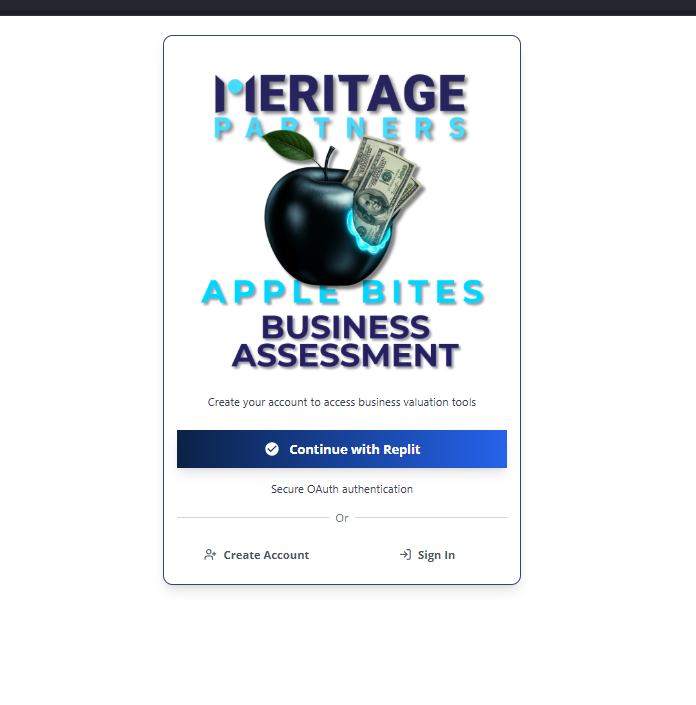 MERITAGE
PARTNERS
APPLE BITES
BUSINESS
ASSESSMENT
Create your account to access business valuation tools
Continue with Replit
Secure OAuth authentication
Or
Create Account
Sign In